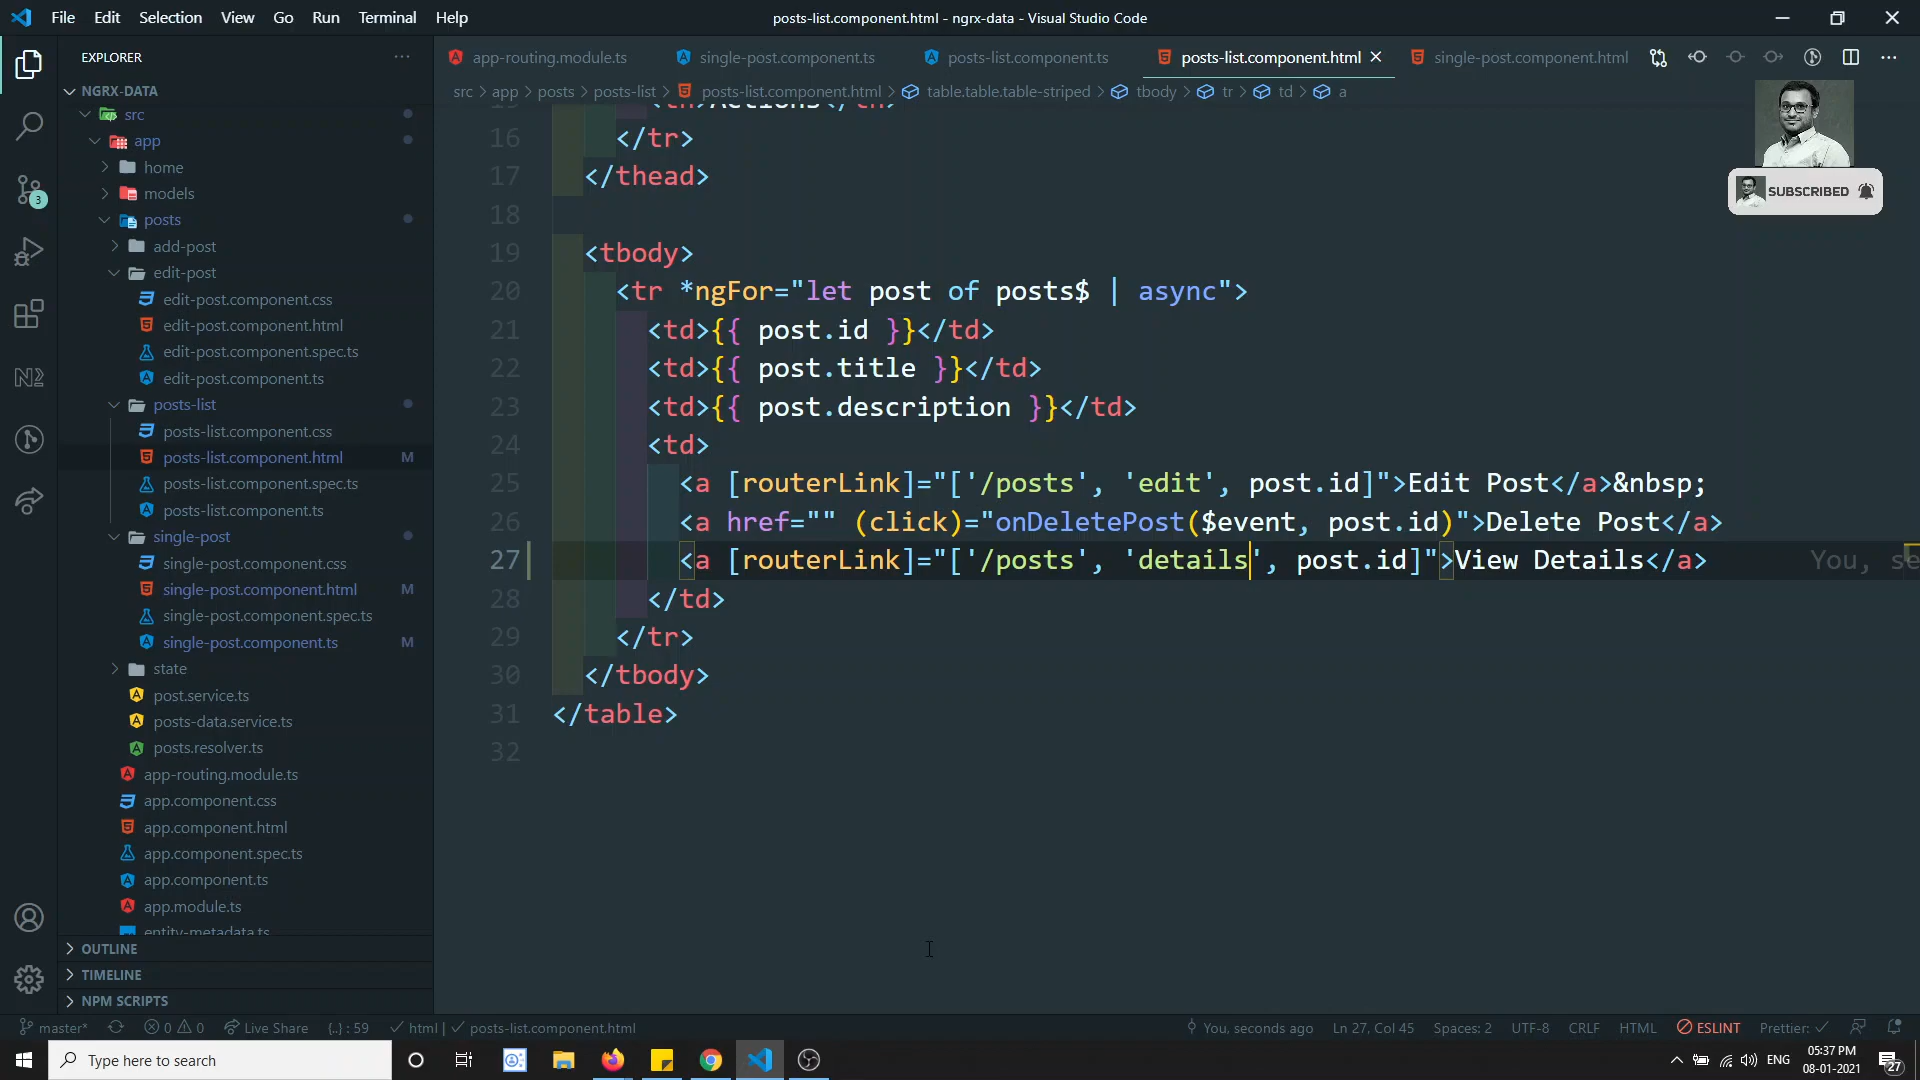 File Edit Selection View Go Run Terminal Help
posts-list.component.html - ngrx-data - Visual Studio Code
EXPLORER
NGRX-DATA
src
app
home
models
posts
add-post
edit-post
edit-post.component.css
edit-post.component.html
edit-post.component.spec.ts
edit-post.component.ts
posts-list
posts-list.component.css
posts-list.component.html M
posts-list.component.spec.ts
posts-list.component.ts
single-post
single-post.component.css
single-post.component.html M
single-post.component.spec.ts
single-post.component.ts M
state
post.service.ts
posts-data.service.ts
posts.resolver.ts
app-routing.module.ts
app.component.css
app.component.html
app.component.spec.ts
app.component.ts
app.module.ts
entity-metadata.ts
OUTLINE
TIMELINE
NPM SCRIPTS
3
app-routing.module.ts single-post.component.ts posts-list.component.ts posts-list.component.html single-post.component.html
src > app > posts > posts-list > posts-list.component.html > table.table.table-striped > tbody > tr > td > a
SUBSCRIBED
15 <th>Actions</th>
16 </tr>
17 </thead>
18
19 <tbody>
20 <tr *ngFor="let post of posts$ | async">
21 <td>{{ post.id }}</td>
22 <td>{{ post.title }}</td>
23 <td>{{ post.description }}</td>
24 <td>
25 <a [routerLink]="['/posts', 'edit', post.id]">Edit Post</a>&nbsp;
26 <a href="" (click)="onDeletePost($event, post.id)">Delete Post</a>
27 <a [routerLink]="['/posts', 'details', post.id]">View Details</a> You, se
28 </td>
29 </tr>
30 </tbody>
31 </table>
32
master* 0 0 Live Share {..} : 59 html | posts-list.component.html You, seconds ago Ln 27, Col 45 Spaces: 2 UTF-8 CRLF HTML ESLINT Prettier:
Type here to search
ENG
05:37 PM
08-01-2021
27